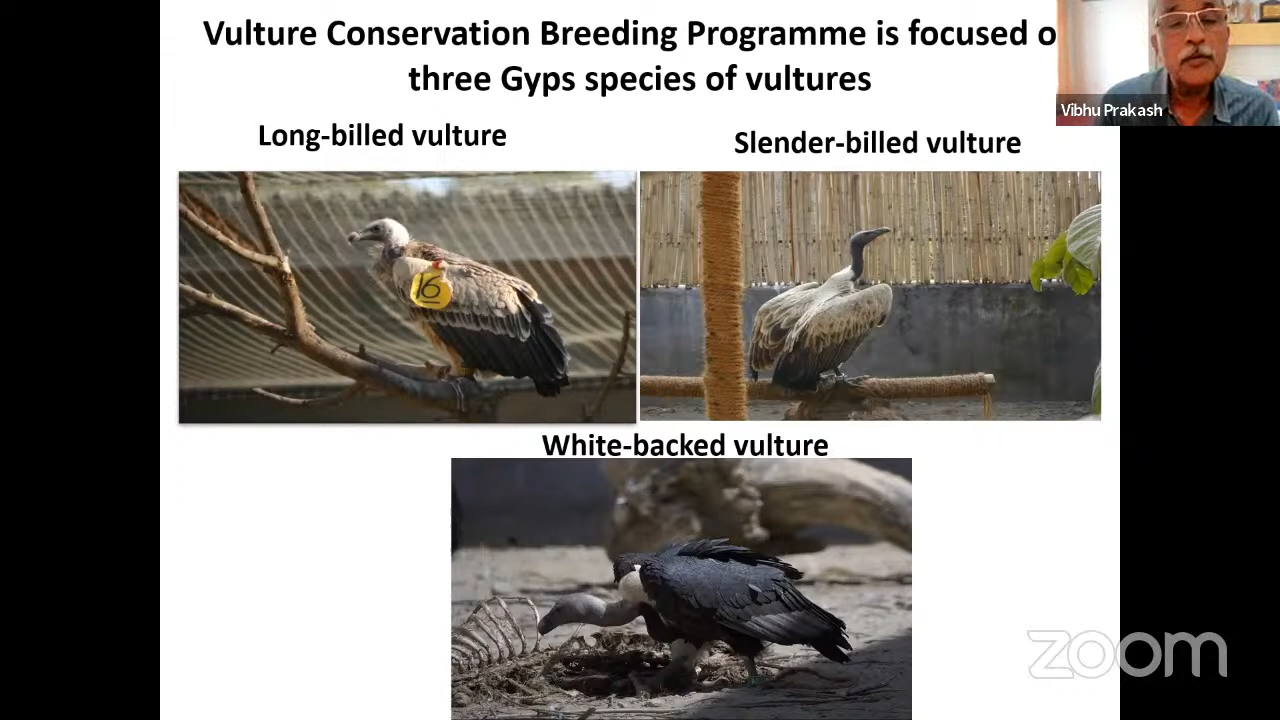 Vulture Conservation Breeding Programme is focused o
three Gyps species of vultures
Vibhu Prakash
Long-billed vulture
Slender-billed vulture
16
White-backed vulture
zoom